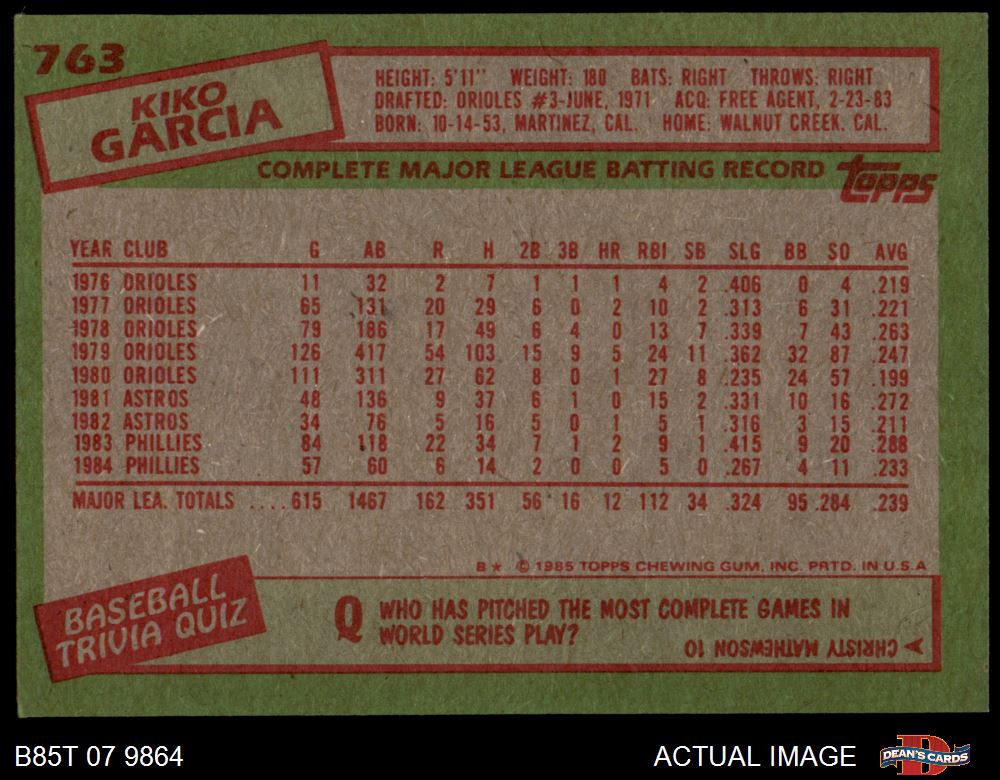 763
KIKO
GARCIA
HEIGHT: 5'11" WEIGHT: 180 BATS: RIGHT THROWS: RIGHT
DRAFTED: ORIOLES #3-JUNE, 1971 ACQ: FREE AGENT, 2-23-83
BORN: 10-14-53, MARTINEZ, CAL. HOME: WALNUT CREEK, CAL.
COMPLETE MAJOR LEAGUE BATTING RECORD
topps
YEAR CLUB G AB R H 2B 3B HR RBI SB SLG BB SO AVG
1976 ORIOLES 11 32 2 7 1 1 1 4 2 .406 0 4 .219
1977 ORIOLES 65 131 20 29 6 0 2 10 2 .313 6 31 .221
1978 ORIOLES 79 186 17 49 6 4 0 13 7 .339 7 43 .263
1979 ORIOLES 126 417 54 103 15 9 5 24 11 .362 32 87 .247
1980 ORIOLES 111 311 27 62 8 0 1 27 8 .235 24 57 .199
1981 ASTROS 48 136 9 37 6 1 0 15 2 .331 10 16 .272
1982 ASTROS 34 76 5 16 5 0 1 5 1 .316 3 15 .211
1983 PHILLIES 84 118 22 34 7 1 2 9 1 .415 9 20 .288
1984 PHILLIES 57 60 6 14 2 0 0 5 0 .267 4 11 .233
MAJOR LEA. TOTALS ....615 1467 162 351 56 16 12 112 34 .324 95 .284 .239
B★ © 1985 TOPPS CHEWING GUM, INC. PRTD. IN U.S.A
BASEBALL
TRIVIA QUIZ
Q WHO HAS PITCHED THE MOST COMPLETE GAMES IN
WORLD SERIES PLAY?
CHRISTY MATHEWSON 10
B85T 07 9864 ACTUAL IMAGE DEAN'S CARDS